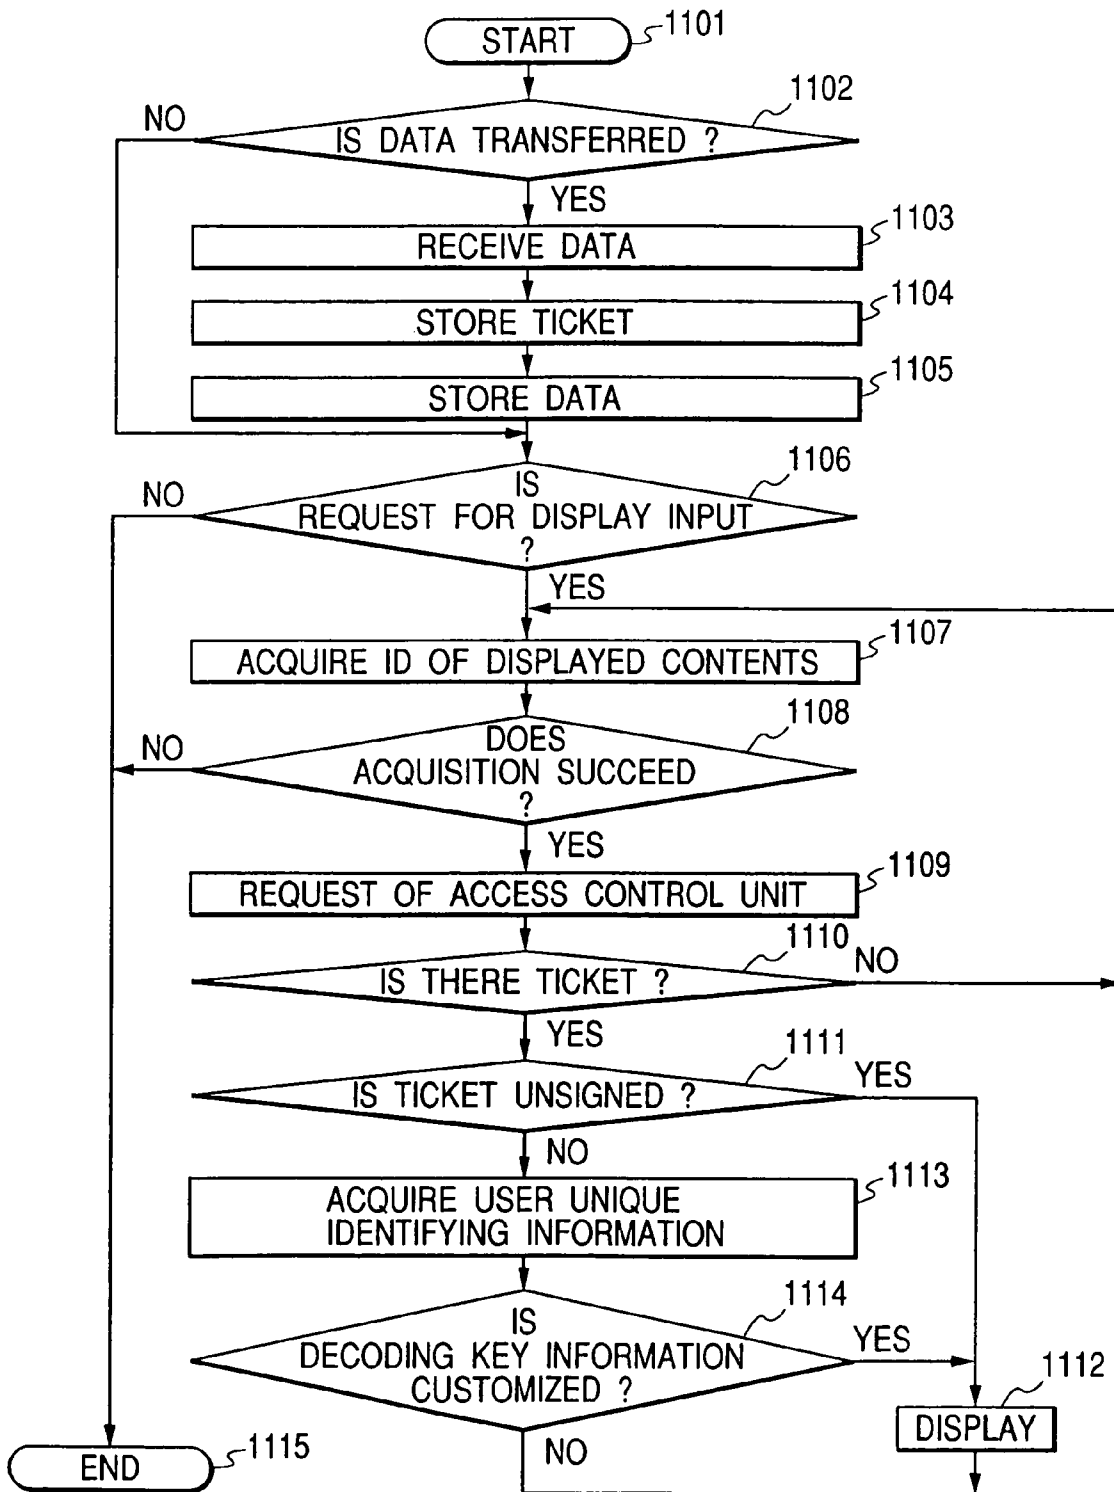 START
1101
1102
NO
IS DATA TRANSFERRED ?
YES
1103
RECEIVE DATA
1104
STORE TICKET
1105
STORE DATA
1106
NO
IS
REQUEST FOR DISPLAY INPUT
?
YES
1107
ACQUIRE ID OF DISPLAYED CONTENTS
1108
NO
DOES
ACQUISITION SUCCEED
?
YES
1109
REQUEST OF ACCESS CONTROL UNIT
1110
IS THERE TICKET ?
NO
YES
1111
IS TICKET UNSIGNED ?
YES
NO
1113
ACQUIRE USER UNIQUE
IDENTIFYING INFORMATION
1114
IS
DECODING KEY INFORMATION
CUSTOMIZED ?
YES
1112
DISPLAY
NO
END
1115